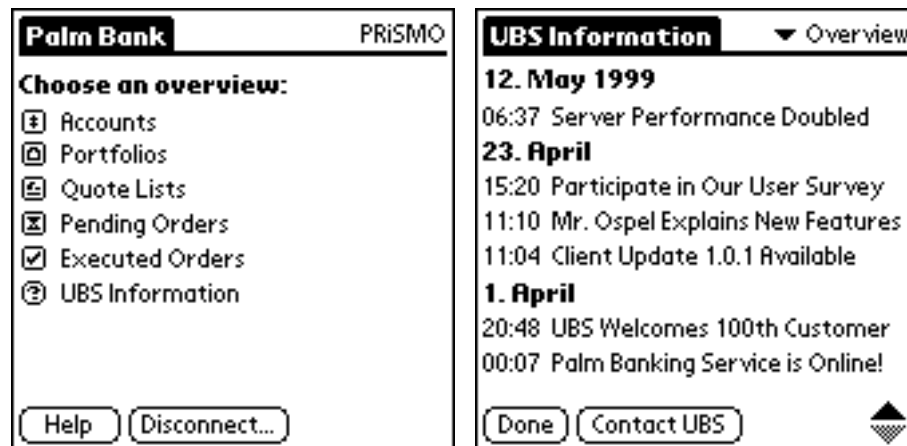 Palm Bank PRiSMO
Choose an overview:
Accounts
Portfolios
Quote Lists
Pending Orders
Executed Orders
UBS Information
Help Disconnect...
UBS Information Overview
12. May 1999
06:37 Server Performance Doubled
23. April
15:20 Participate in Our User Survey
11:10 Mr. Ospel Explains New Features
11:04 Client Update 1.0.1 Available
1. April
20:48 UBS Welcomes 100th Customer
00:07 Palm Banking Service is Online!
Done Contact UBS